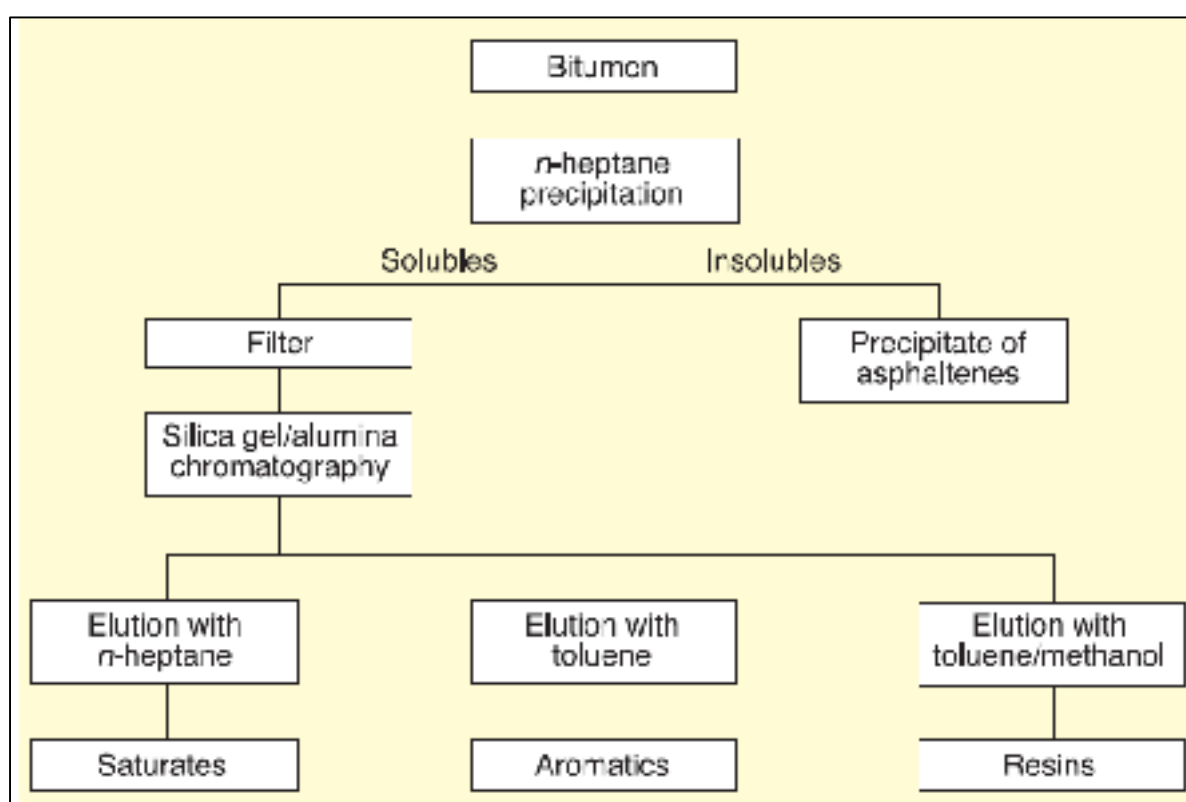 Bitumen
n-heptane
precipitation
Solubles Insolubles
Filter
Precipitate of
asphaltenes
Silica gel/alumina
chromatography
Elution with
n-heptane
Elution with
toluene
Elution with
toluene/methanol
Saturates
Aromatics
Resins